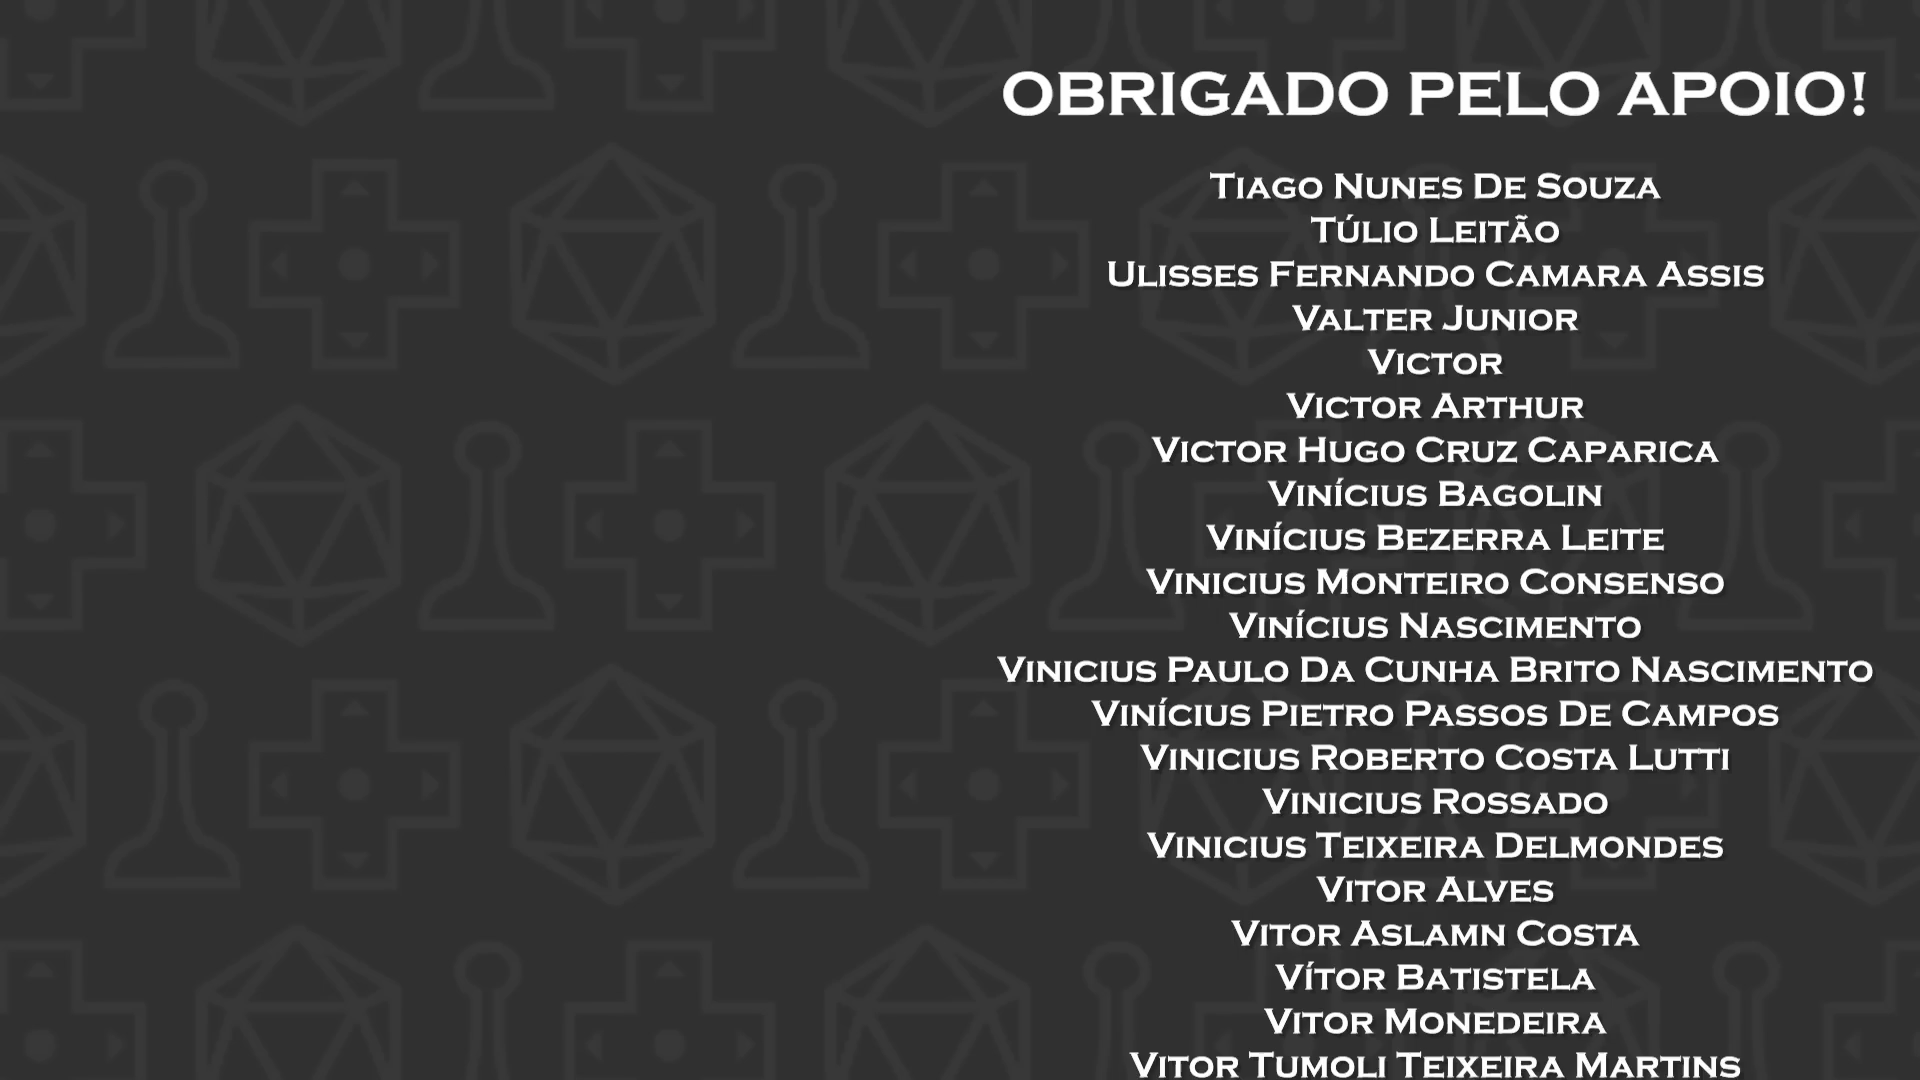 OBRIGADO PELO APOIO!
TIAGO NUNES DE SOUZA
TÚLIO LEITÃO
ULISSES FERNANDO CAMARA ASSIS
VALTER JUNIOR
VICTOR
VICTOR ARTHUR
VICTOR HUGO CRUZ CAPARICA
VINÍCIUS BAGOLIN
VINÍCIUS BEZERRA LEITE
VINICIUS MONTEIRO CONSENSO
VINÍCIUS NASCIMENTO
VINICIUS PAULO DA CUNHA BRITO NASCIMENTO
VINÍCIUS PIETRO PASSOS DE CAMPOS
VINICIUS ROBERTO COSTA LUTTI
VINICIUS ROSSADO
VINICIUS TEIXEIRA DELMONDES
VITOR ALVES
VITOR ASLAMN COSTA
VÍTOR BATISTELA
VITOR MONEDEIRA
VITOR TUMOLI TEIXEIRA MARTINS